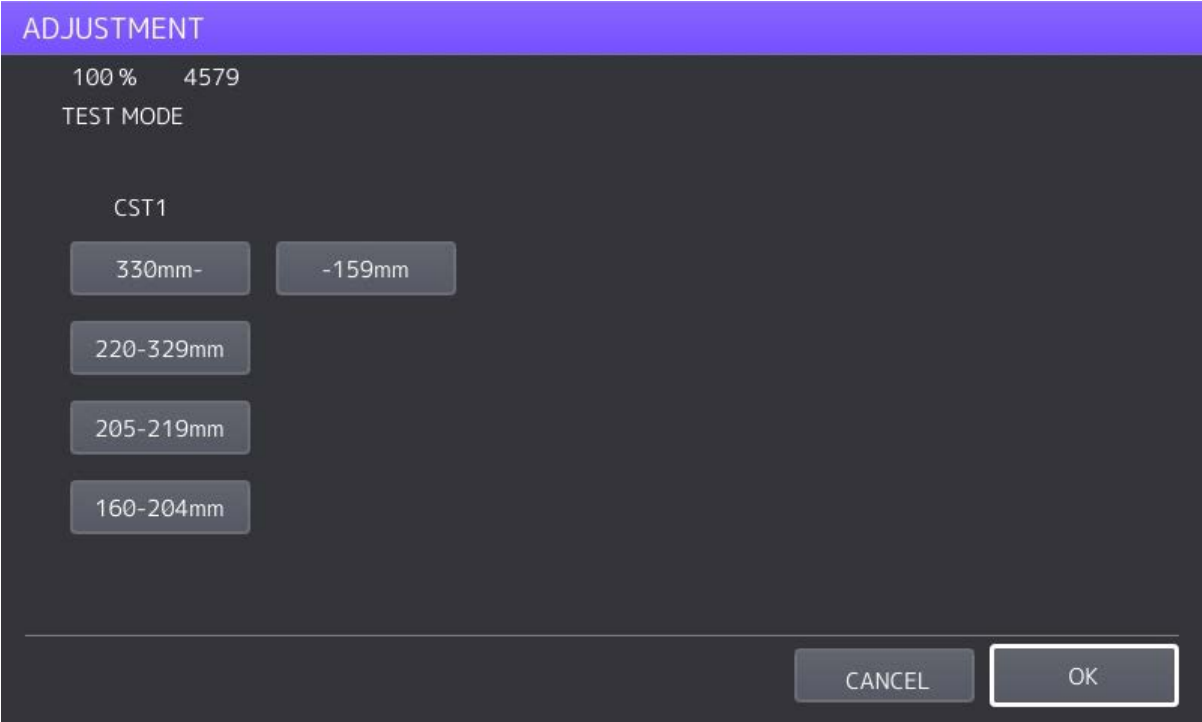 ADJUSTMENT
100 % 4579
TEST MODE
CST1
330mm- -159mm
220-329mm
205-219mm
160-204mm
CANCEL OK